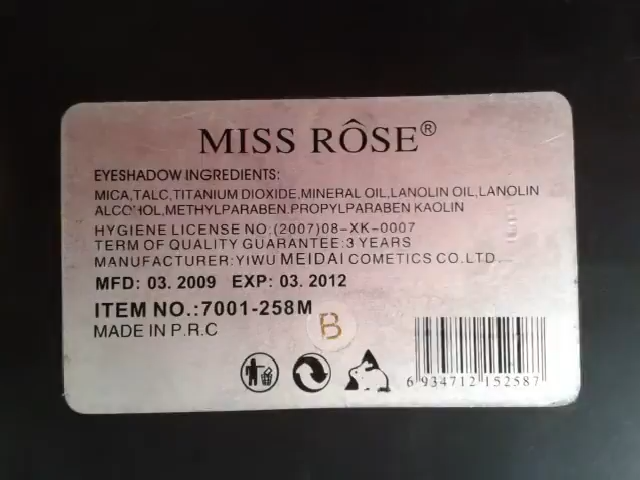 MISS RÔSE®
EYESHADOW INGREDIENTS:
MICA,TALC,TITANIUM DIOXIDE,MINERAL OIL,LANOLIN OIL,LANOLIN
ALCOHOL,METHYLPARABEN.PROPYLPARABEN KAOLIN
HYGIENE LICENSE NO:(2007)08-XK-0007
TERM OF QUALITY GUARANTEE:3 YEARS
MANUFACTURER:YIWU MEIDAI COMETICS CO.LTD
MFD: 03. 2009 EXP: 03. 2012
ITEM NO.:7001-258M
MADE IN P.R.C
B
6 934712 152587